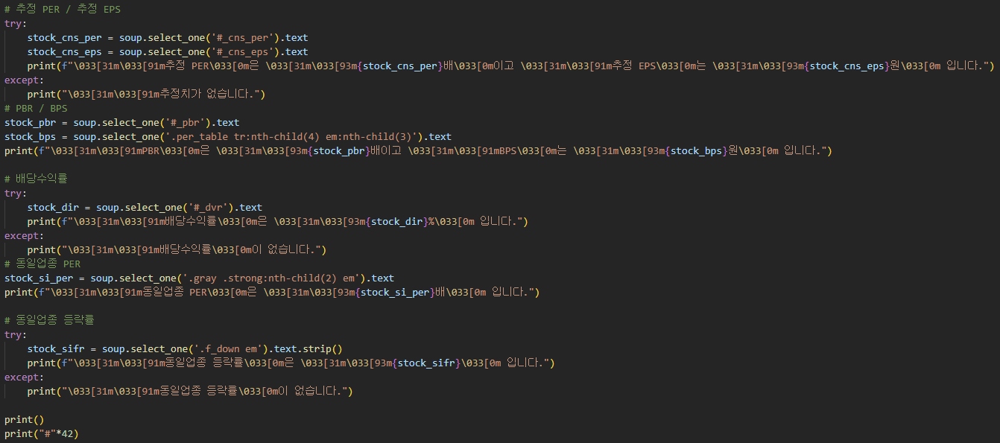 # 추정 PER / 추정 EPS
try:
    stock_cns_per = soup.select_one('#_cns_per').text
    stock_cns_eps = soup.select_one('#_cns_eps').text
    print(f"\033[31m\033[91m추정 PER\033[0m은 \033[31m\033[93m{stock_cns_per}배\033[0m이고 \033[31m\033[91m추정 EPS\033[0m는 \033[31m\033[93m{stock_cns_eps}원\033[0m 입니다.")
except:
    print("\033[31m\033[91m추정치가 없습니다.")
# PBR / BPS
stock_pbr = soup.select_one('#_pbr').text
stock_bps = soup.select_one('.per_table tr:nth-child(4) em:nth-child(3)').text
print(f"\033[31m\033[91mPBR\033[0m은 \033[31m\033[93m{stock_pbr}배이고 \033[31m\033[91mBPS\033[0m는 \033[31m\033[93m{stock_bps}원\033[0m 입니다.")

# 배당수익률
try:
    stock_dir = soup.select_one('#_dvr').text
    print(f"\033[31m\033[91m배당수익률\033[0m은 \033[31m\033[93m{stock_dir}%\033[0m 입니다.")
except:
    print("\033[31m\033[91m배당수익률\033[0m이 없습니다.")
# 동일업종 PER
stock_si_per = soup.select_one('.gray .strong:nth-child(2) em').text
print(f"\033[31m\033[91m동일업종 PER\033[0m은 \033[31m\033[93m{stock_si_per}배\033[0m 입니다.")

# 동일업종 등락률
try:
    stock_sifr = soup.select_one('.f_down em').text.strip()
    print(f"\033[31m\033[91m동일업종 등락률\033[0m은 \033[31m\033[93m{stock_sifr}\033[0m 입니다.")
except:
    print("\033[31m\033[91m동일업종 등락률\033[0m이 없습니다.")

print()
print("#"*42)